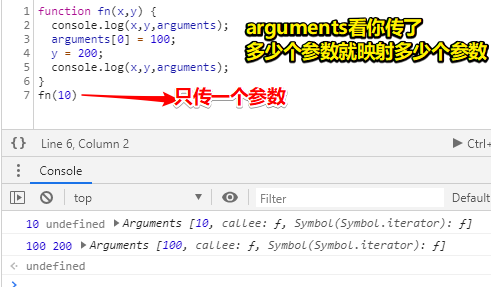 1 function fn(x,y) {
2 console.log(x,y,arguments);
3 arguments[0] = 100;
4 y = 200;
5 console.log(x,y,arguments);
6 }
7 fn(10)
arguments看你传了
多少个参数就映射多少个参数
只传一个参数
{} Line 6, Column 2 Ctrl+
Console
top Filter Default
10 undefined ▶Arguments [10, callee: ƒ, Symbol(Symbol.iterator): ƒ]
100 200 ▶Arguments [100, callee: ƒ, Symbol(Symbol.iterator): ƒ]
undefined